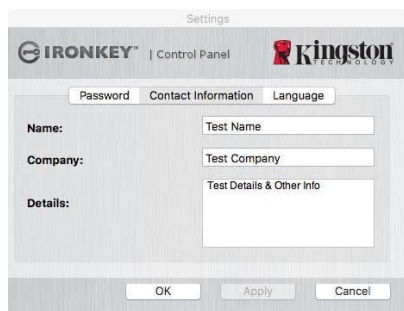 Settings
IRONKEY™ | Control Panel
Kingston
TECHNOLOGY
Password Contact Information Language
Name: Test Name
Company: Test Company
Details: Test Details & Other Info
OK Apply Cancel